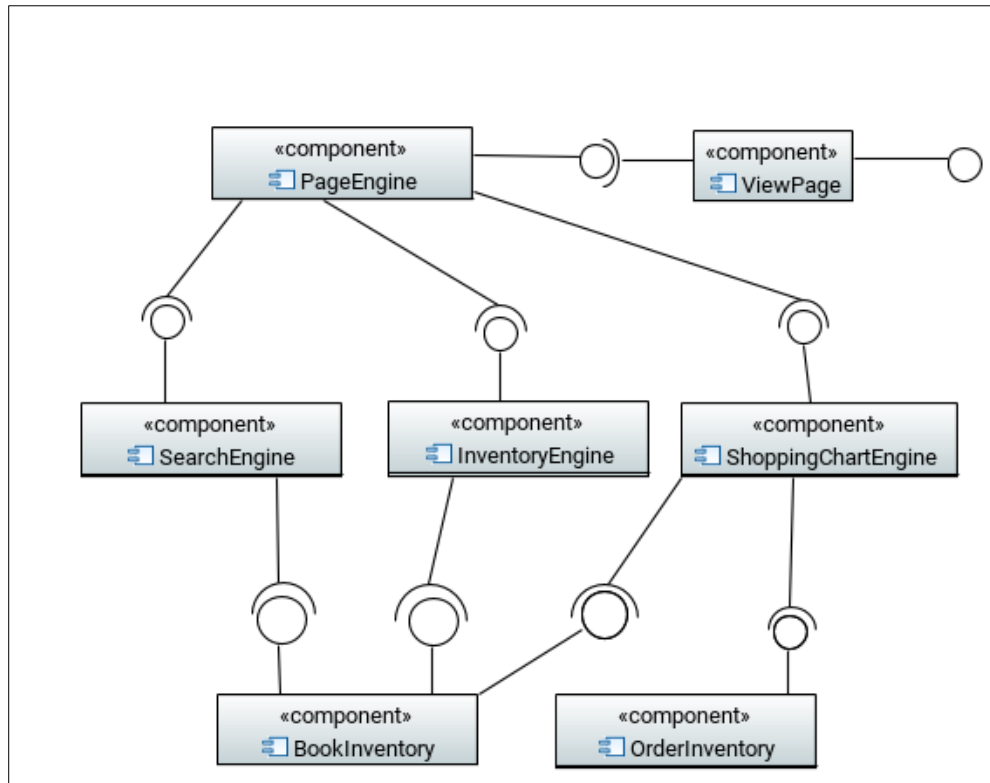 «component»
PageEngine
«component»
ViewPage
«component»
SearchEngine
«component»
InventoryEngine
«component»
ShoppingChartEngine
«component»
BookInventory
«component»
OrderInventory